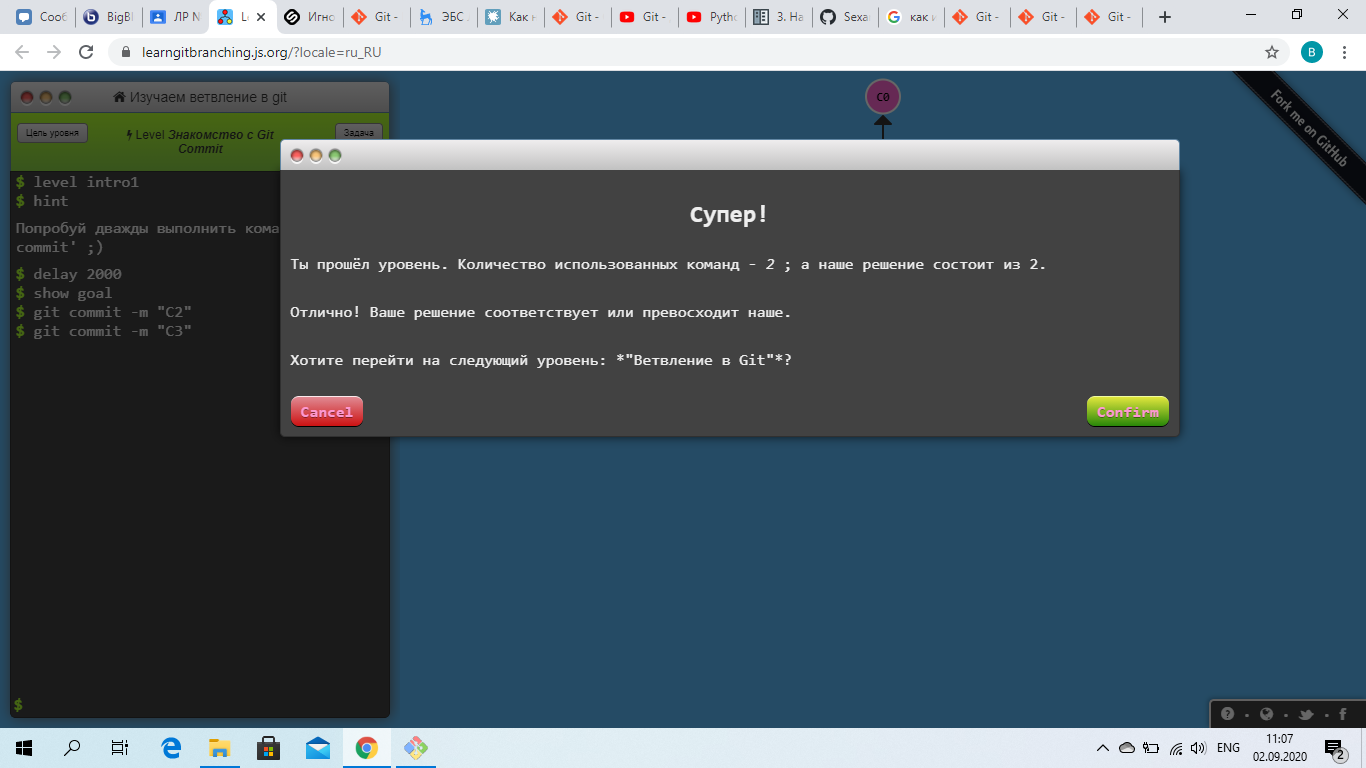 Сооб
BigBl
ЛР N
Le
Игно
Git -
ЭБС
Как н
Git -
Git -
Pytho
3. На
Sexa
как и
Git -
Git -
Git -
learngitbranching.js.org/?locale=ru_RU
B
Изучаем ветвление в git
Цель уровня
Level Знакомство с Git
Commit
Задача
$ level intro1
$ hint
Попробуй дважды выполнить кома
commit' ;)
$ delay 2000
$ show goal
$ git commit -m "C2"
$ git commit -m "C3"
$
C0
Fork me on GitHub
Супер!
Ты прошёл уровень. Количество использованных команд - 2 ; а наше решение состоит из 2.
Отлично! Ваше решение соответствует или превосходит наше.
Хотите перейти на следующий уровень: *"Ветвление в Git"*?
Cancel
Confirm
ENG
11:07
02.09.2020
2